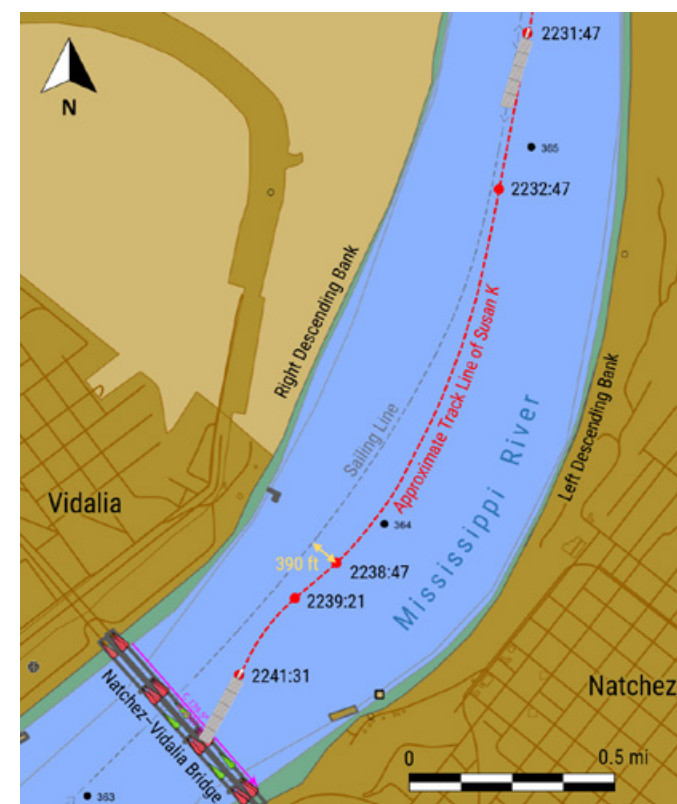 2231:47
N
365
2232:47
Right Descending Bank
Approximate Track Line of Susan K
Sailing Line
Left Descending Bank
Mississippi River
Vidalia
364
390 ft
2238:47
2239:21
2241:31
Natchez
Natchez–Vidalia Bridge
0
0.5 mi
363